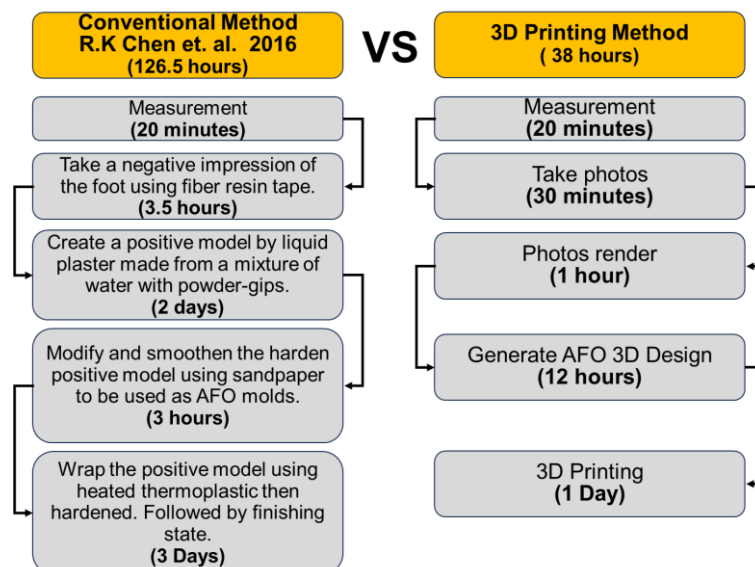 Conventional Method
R.K Chen et. al.  2016
(126.5 hours)
VS
3D Printing Method
( 38 hours)
Measurement
(20 minutes)
Take a negative impression of
the foot using fiber resin tape.
(3.5 hours)
Create a positive model by liquid
plaster made from a mixture of
water with powder-gips.
(2 days)
Modify and smoothen the harden
positive model using sandpaper
to be used as AFO molds.
(3 hours)
Wrap the positive model using
heated thermoplastic then
hardened. Followed by finishing
state.
(3 Days)
Measurement
(20 minutes)
Take photos
(30 minutes)
Photos render
(1 hour)
Generate AFO 3D Design
(12 hours)
3D Printing
(1 Day)